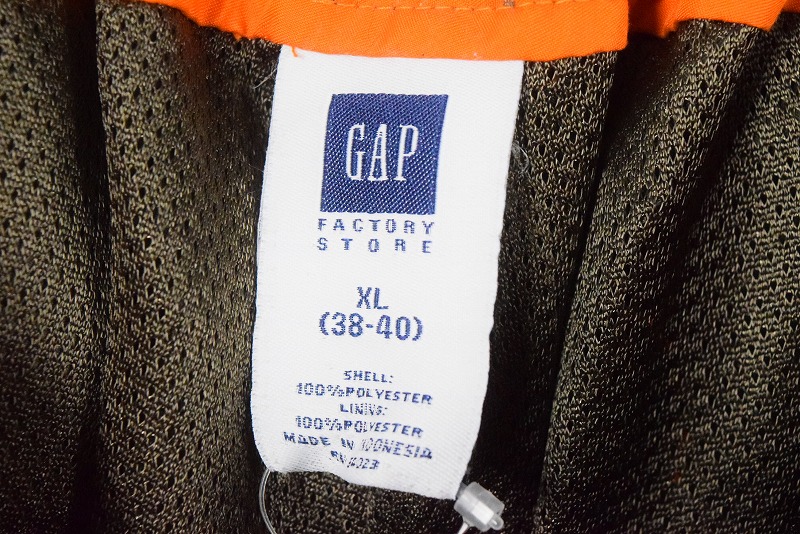 GAP
FACTORY
STORE
XL
(38-40)
SHELL:
100%POLYESTER
LINING:
100%POLYESTER
MADE IN INDONESIA